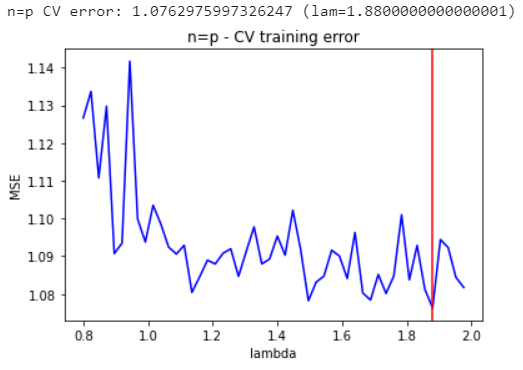 n=p CV error: 1.0762975997326247 (lam=1.8800000000000001)
n=p - CV training error
1.14
1.13
1.12
1.11
1.10
1.09
1.08
MSE
0.8 1.0 1.2 1.4 1.6 1.8 2.0
lambda